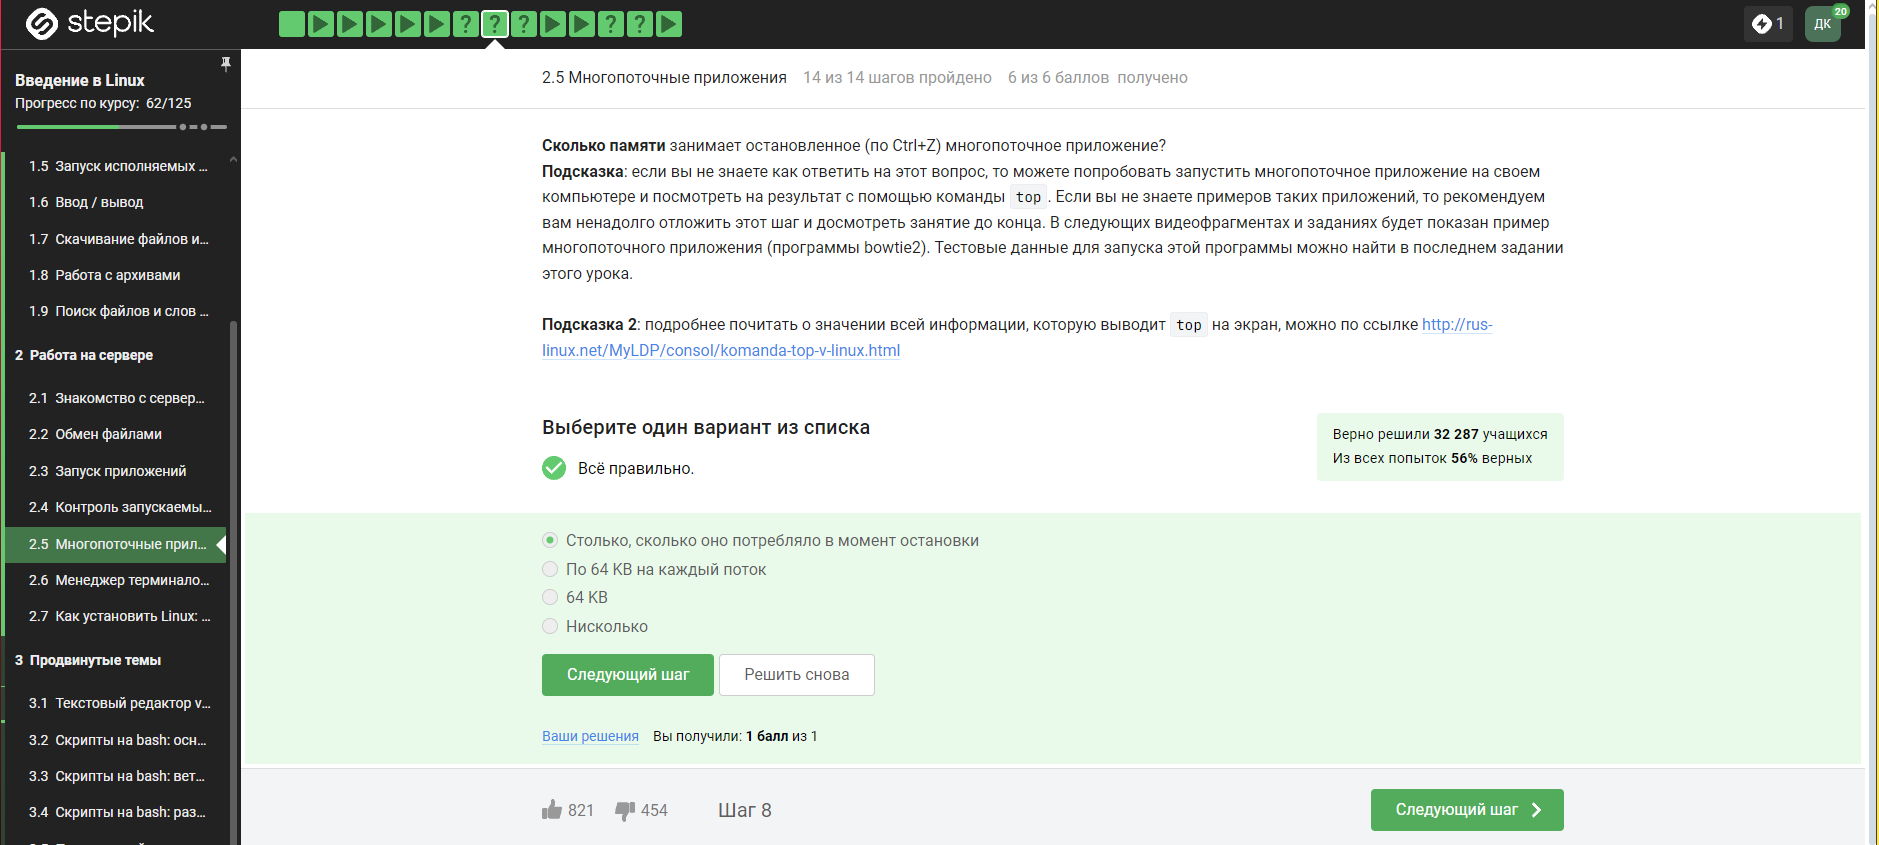 stepik
? ? ? ? ?
1
ДК
20
Введение в Linux
Прогресс по курсу: 62/125
1.5 Запуск исполняемых ...
1.6 Ввод / вывод
1.7 Скачивание файлов и...
1.8 Работа с архивами
1.9 Поиск файлов и слов ...
2 Работа на сервере
2.1 Знакомство с сервер...
2.2 Обмен файлами
2.3 Запуск приложений
2.4 Контроль запускаемы...
2.5 Многопоточные прил...
2.6 Менеджер терминало...
2.7 Как установить Linux: ...
3 Продвинутые темы
3.1 Текстовый редактор v...
3.2 Скрипты на bash: осн...
3.3 Скрипты на bash: вет...
3.4 Скрипты на bash: раз...
2.5 Многопоточные приложения 14 из 14 шагов пройдено 6 из 6 баллов получено
Сколько памяти занимает остановленное (по Ctrl+Z) многопоточное приложение?
Подсказка: если вы не знаете как ответить на этот вопрос, то можете попробовать запустить многопоточное приложение на своем
компьютере и посмотреть на результат с помощью команды top. Если вы не знаете примеров таких приложений, то рекомендуем
вам ненадолго отложить этот шаг и досмотреть занятие до конца. В следующих видеофрагментах и заданиях будет показан пример
многопоточного приложения (программы bowtie2). Тестовые данные для запуска этой программы можно найти в последнем задании
этого урока.
Подсказка 2: подробнее почитать о значении всей информации, которую выводит top на экран, можно по ссылке http://rus-
linux.net/MyLDP/consol/komanda-top-v-linux.html
Выберите один вариант из списка
Всё правильно.
Верно решили 32 287 учащихся
Из всех попыток 56% верных
Столько, сколько оно потребляло в момент остановки
По 64 KB на каждый поток
64 KB
Нисколько
Следующий шаг
Решить снова
Ваши решения Вы получили: 1 балл из 1
821 454 Шаг 8
Следующий шаг